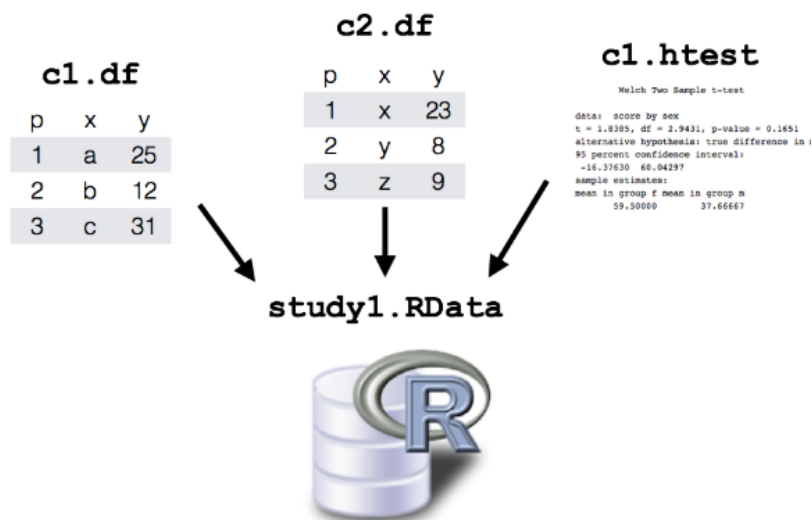 c1.df
p x y
1 a 25
2 b 12
3 c 31
c2.df
p x y
1 x 23
2 y 8
3 z 9
c1.htest
Welch Two Sample t-test
data: score by sex
t = 1.8385, df = 2.9431, p-value = 0.1651
alternative hypothesis: true difference in
95 percent confidence interval:
-16.37630 60.04297
sample estimates:
mean in group f mean in group m
59.50000 37.66667
study1.RData
R